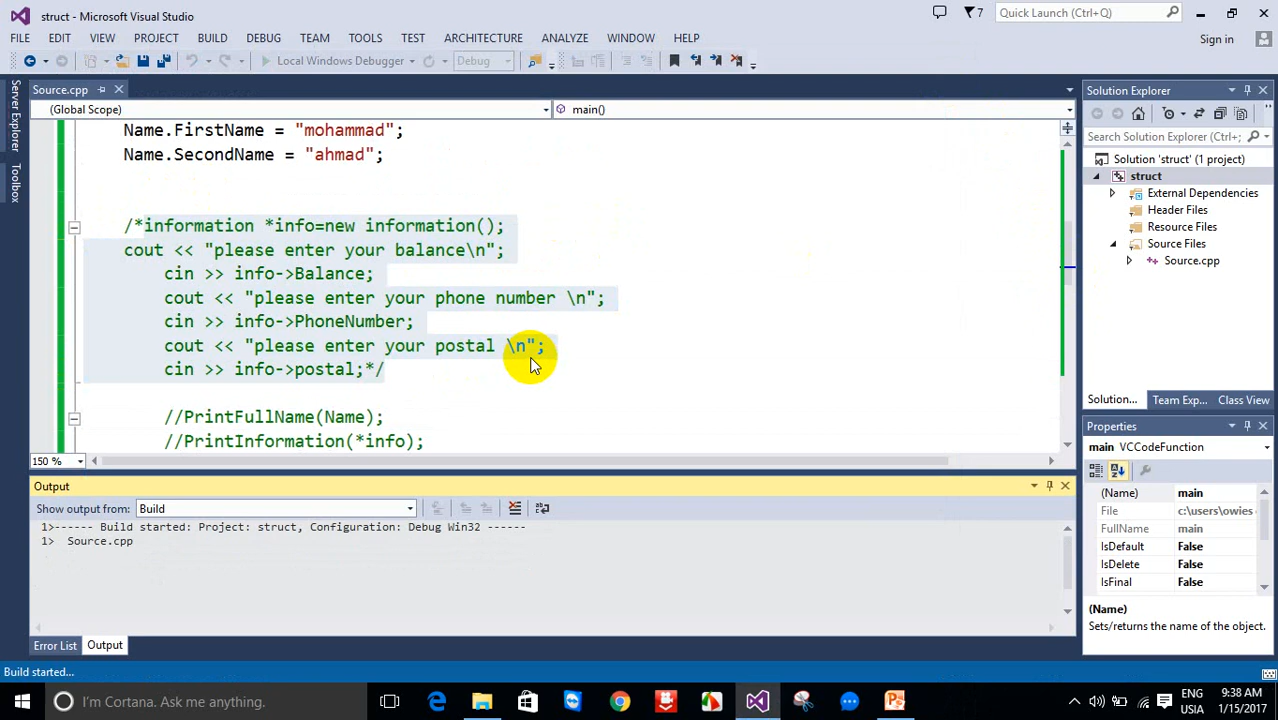 struct - Microsoft Visual Studio
7
Quick Launch (Ctrl+Q)
FILE EDIT VIEW PROJECT BUILD DEBUG TEAM TOOLS TEST ARCHITECTURE ANALYZE WINDOW HELP
Sign in
Local Windows Debugger
Debug
Server Explorer
Toolbox
Source.cpp
(Global Scope)
main()
Name.FirstName = "mohammad";
Name.SecondName = "ahmad";
/*information *info=new information();
cout << "please enter your balance\n";
cin >> info->Balance;
cout << "please enter your phone number \n";
cin >> info->PhoneNumber;
cout << "please enter your postal \n";
cin >> info->postal;*/
//PrintFullName(Name);
//PrintInformation(*info);
150 %
Output
Show output from: Build
1>------ Build started: Project: struct, Configuration: Debug Win32 ------
1> Source.cpp
Error List
Output
Solution Explorer
Search Solution Explorer (Ctrl+;
Solution 'struct' (1 project)
struct
External Dependencies
Header Files
Resource Files
Source Files
Source.cpp
Solution... Team Exp... Class View
Properties
main VCCodeFunction
(Name) main
File c:\users\owies
FullName main
IsDefault False
IsDelete False
IsFinal False
(Name)
Sets/returns the name of the object.
Build started...
I'm Cortana. Ask me anything.
ENG
USIA
9:38 AM
1/15/2017